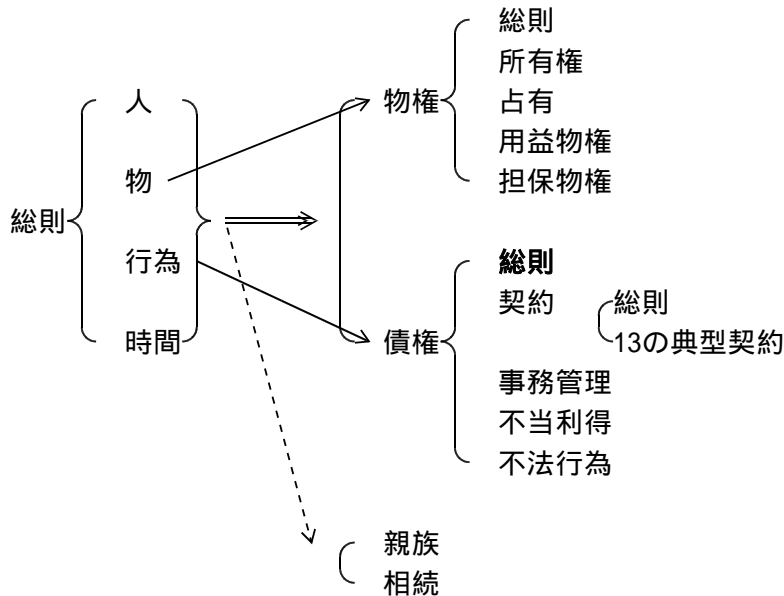 総則
人
物
行為
時間
物権
総則
所有権
占有
用益物権
担保物権
債権
総則
契約
総則
13の典型契約
事務管理
不当利得
不法行為
親族
相続